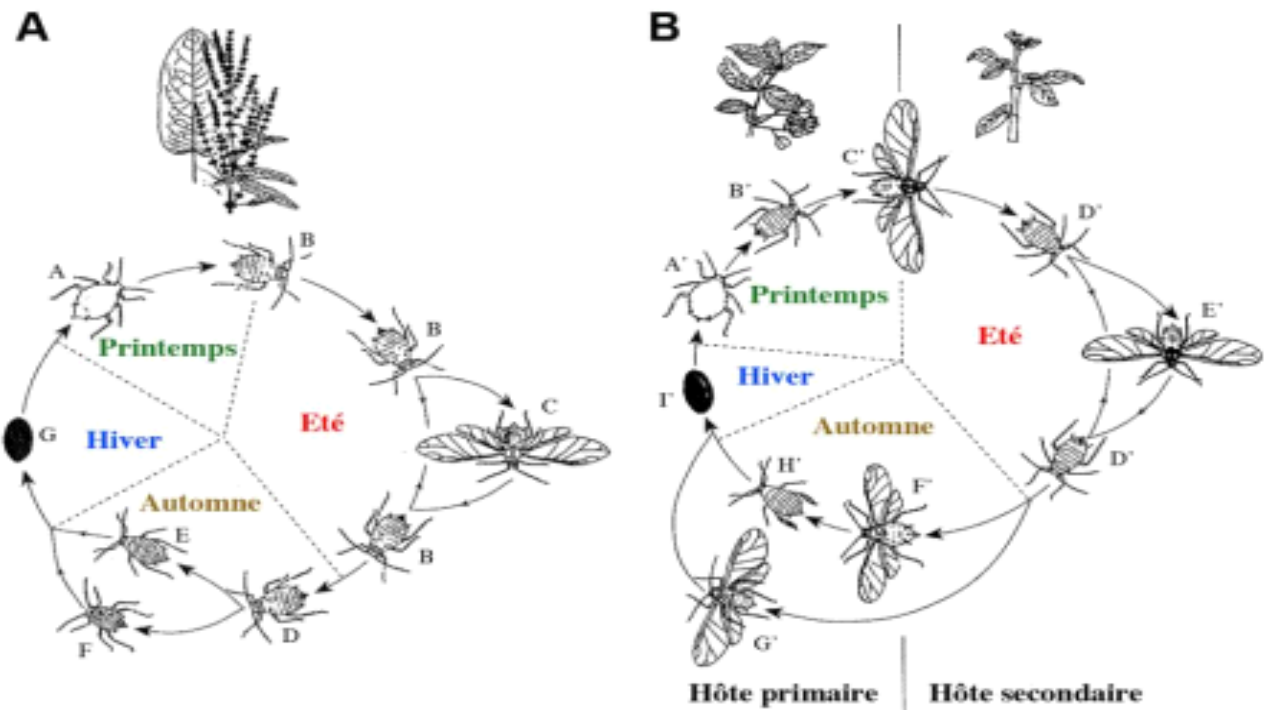 A
B
C'
B'
D'
B
A
A'
Printemps
E'
B
Printemps
Eté
Hiver
I'
C
Eté
G
Hiver
Automne
D'
H'
F'
Automne
E
B
D
F
G'
Hôte primaire
Hôte secondaire